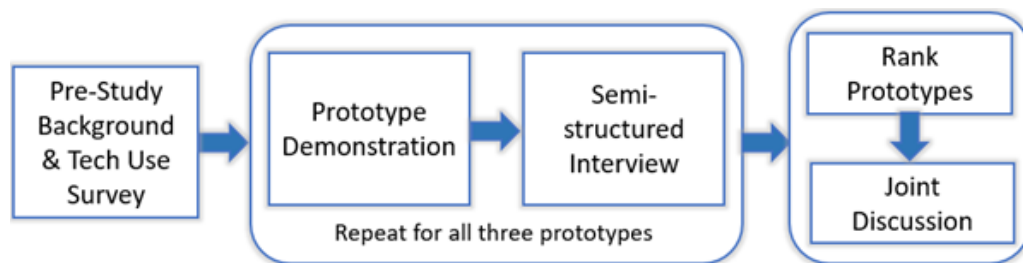 Pre-Study
Background
& Tech Use
Survey
Prototype
Demonstration
Semi-
structured
Interview
Repeat for all three prototypes
Rank
Prototypes
Joint
Discussion